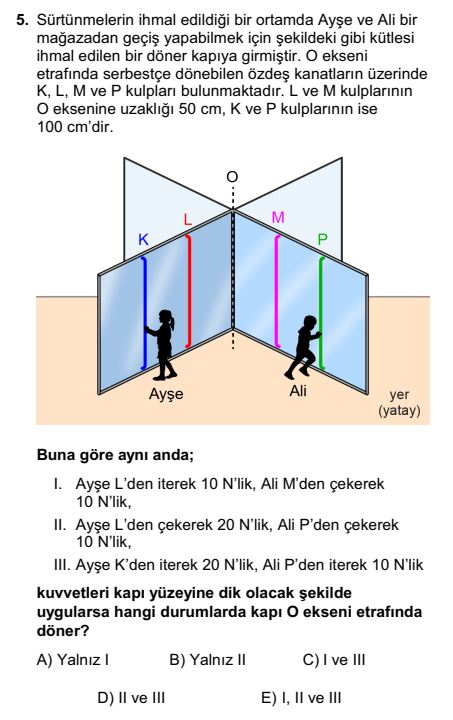 5. Sürtünmelerin ihmal edildiği bir ortamda Ayşe ve Ali bir
mağazadan geçiş yapabilmek için şekildeki gibi kütlesi
ihmal edilen bir döner kapıya girmiştir. O ekseni
etrafında serbestçe dönebilen özdeş kanatların üzerinde
K, L, M ve P kulpları bulunmaktadır. L ve M kulplarının
O eksenine uzaklığı 50 cm, K ve P kulplarının ise
100 cm'dir.
O
L
M
K
P
Ayşe
Ali
yer
(yatay)
Buna göre aynı anda;
I. Ayşe L'den iterek 10 N'lik, Ali M'den çekerek
10 N'lik,
II. Ayşe L'den çekerek 20 N'lik, Ali P'den çekerek
10 N'lik,
III. Ayşe K'den iterek 20 N'lik, Ali P'den iterek 10 N'lik
kuvvetleri kapı yüzeyine dik olacak şekilde
uygularsa hangi durumlarda kapı O ekseni etrafında
döner?
A) Yalnız I B) Yalnız II C) I ve III
D) II ve III E) I, II ve III